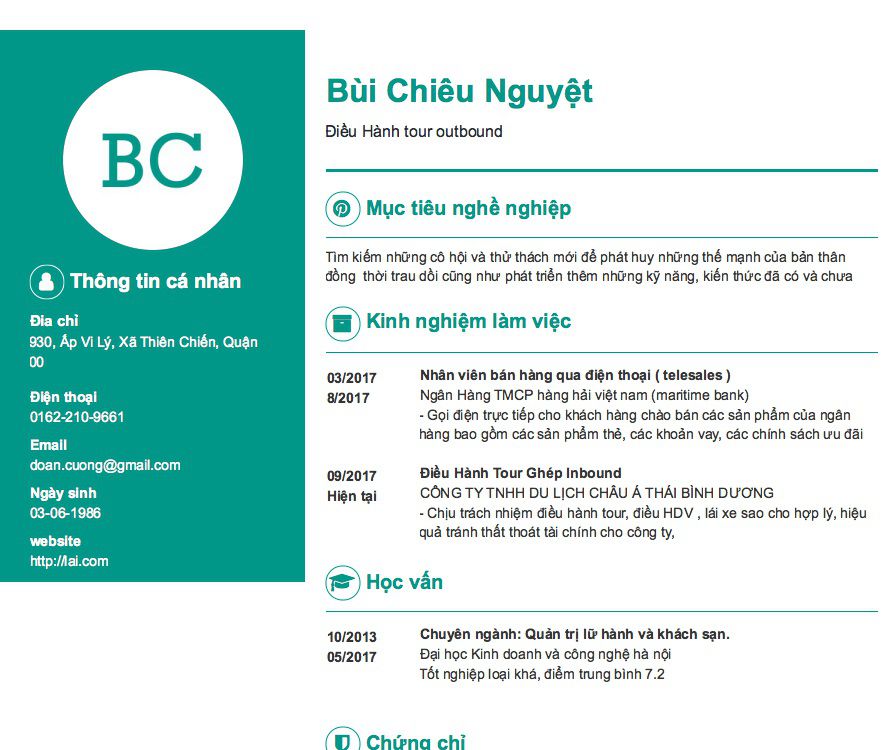 BC
Thông tin cá nhân
Đia chỉ
930, Ấp Vi Lý, Xã Thiên Chiến, Quận
00
Điện thoại
0162-210-9661
Email
doan.cuong@gmail.com
Ngày sinh
03-06-1986
website
http://lai.com
Bùi Chiêu Nguyệt
Điều Hành tour outbound
Mục tiêu nghề nghiệp
Tìm kiếm những cô hội và thử thách mới để phát huy những thế mạnh của bản thân
đồng thời trau dồi cũng như phát triển thêm những kỹ năng, kiến thức đã có và chưa
Kinh nghiệm làm việc
03/2017
8/2017
Nhân viên bán hàng qua điện thoại ( telesales )
Ngân Hàng TMCP hàng hải việt nam (maritime bank)
- Gọi điện trực tiếp cho khách hàng chào bán các sản phẩm của ngân
hàng bao gồm các sản phẩm thẻ, các khoản vay, các chính sách ưu đãi
09/2017
Hiện tại
Điều Hành Tour Ghép Inbound
CÔNG TY TNHH DU LỊCH CHÂU Á THÁI BÌNH DƯƠNG
- Chịu trách nhiệm điều hành tour, điều HDV , lái xe sao cho hợp lý, hiệu
quả tránh thất thoát tài chính cho công ty,
Học vấn
10/2013
05/2017
Chuyên ngành: Quản trị lữ hành và khách sạn.
Đại học Kinh doanh và công nghệ hà nội
Tốt nghiệp loại khá, điểm trung bình 7.2
Chứng chỉ